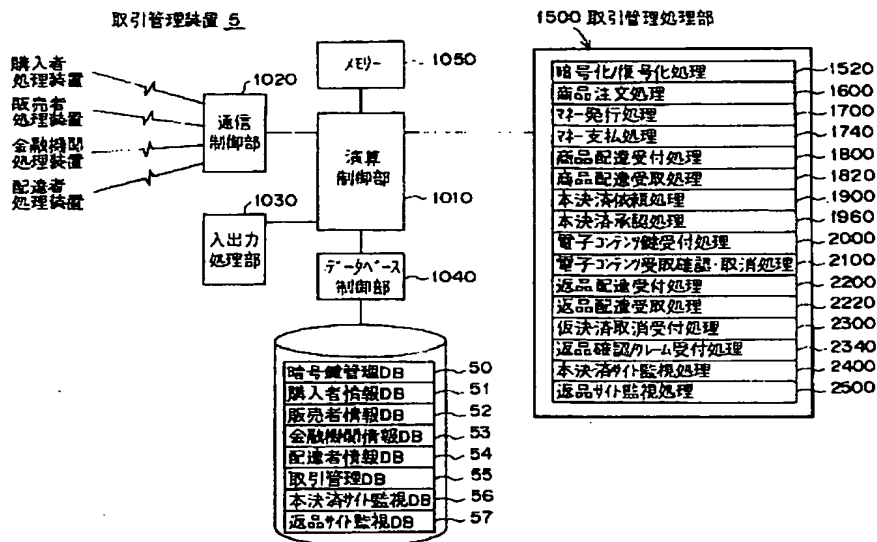 取引管理装置 5
購入者
処理装置
販売者
処理装置
金融機関
処理装置
配達者
処理装置
1020
通信
制御部
メモリー
1050
演算
制御部
1010
1030
入出力
処理部
データベース
制御部
1040
暗号鍵管理DB
50
購入者情報DB
51
販売者情報DB
52
金融機関情報DB
53
配達者情報DB
54
取引管理DB
55
本決済サイト監視DB
56
返品サイト監視DB
57
1500 取引管理処理部
暗号化/復号化処理
1520
商品注文処理
1600
マネー発行処理
1700
マネー支払処理
1740
商品配達受付処理
1800
商品配達受取処理
1820
本決済依頼処理
1900
本決済承認処理
1960
電子コンテンツ鍵受付処理
2000
電子コンテンツ受取確認・取消処理
2100
返品配達受付処理
2200
返品配達受取処理
2220
仮決済取消受付処理
2300
返品確認/クレーム受付処理
2340
本決済サイト監視処理
2400
返品サイト監視処理
2500